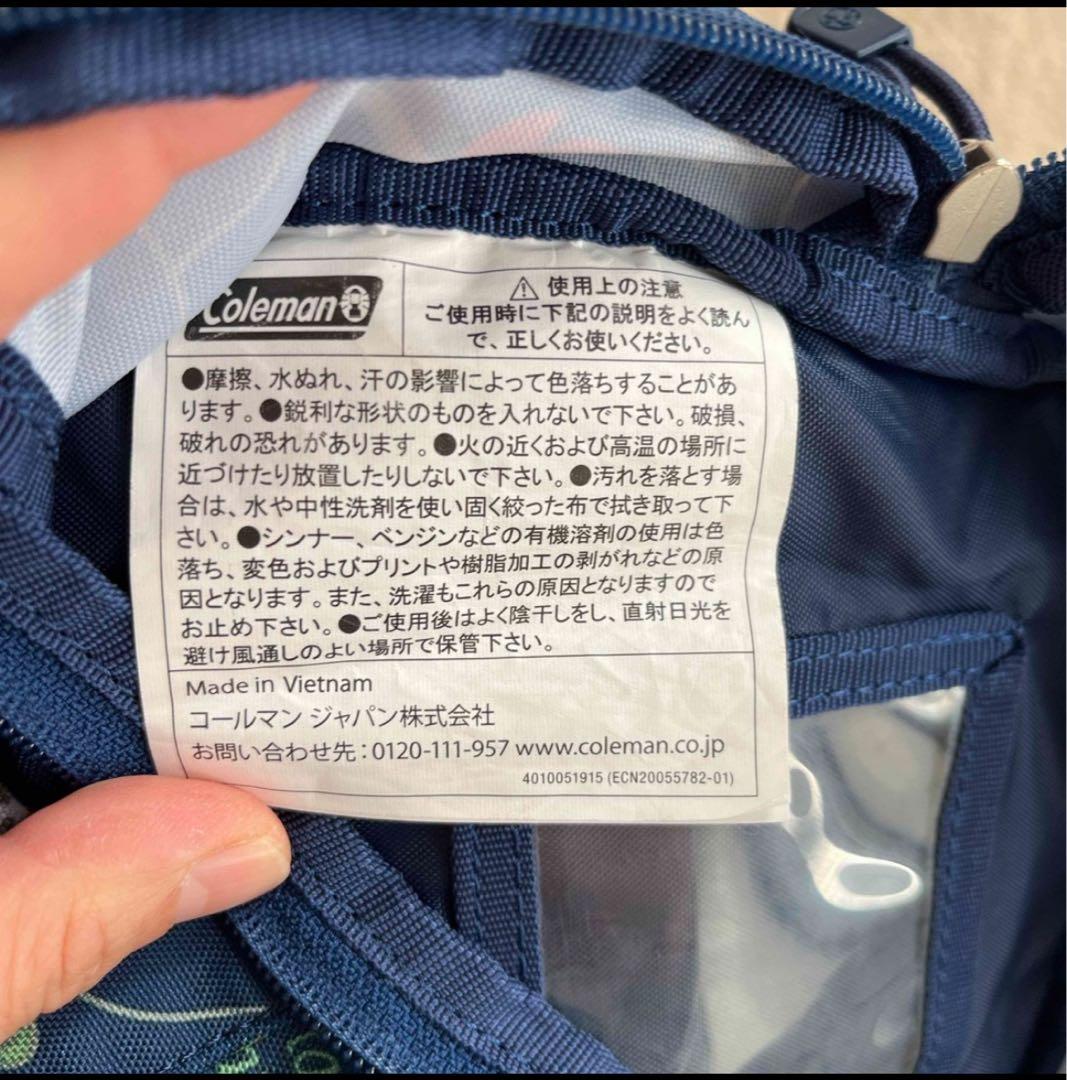 Coleman
⚠ 使用上の注意
ご使用時に下記の説明をよく読ん
で、正しくお使いください。
●摩擦、水ぬれ、汗の影響によって色落ちすることがあ
ります。●鋭利な形状のものを入れないで下さい。破損、
破れの恐れがあります。●火の近くおよび高温の場所に
近づけたり放置したりしないで下さい。●汚れを落とす場
合は、水や中性洗剤を使い固く絞った布で拭き取って下
さい。●シンナー、ベンジンなどの有機溶剤の使用は色
落ち、変色およびプリントや樹脂加工の剥がれなどの原
因となります。また、洗濯もこれらの原因となりますので
お止め下さい。●ご使用後はよく陰干しをし、直射日光を
避け風通しのよい場所で保管下さい。
Made in Vietnam
コールマン ジャパン株式会社
お問い合わせ先：0120-111-957 www.coleman.co.jp
4010051915 (ECN20055782-01)